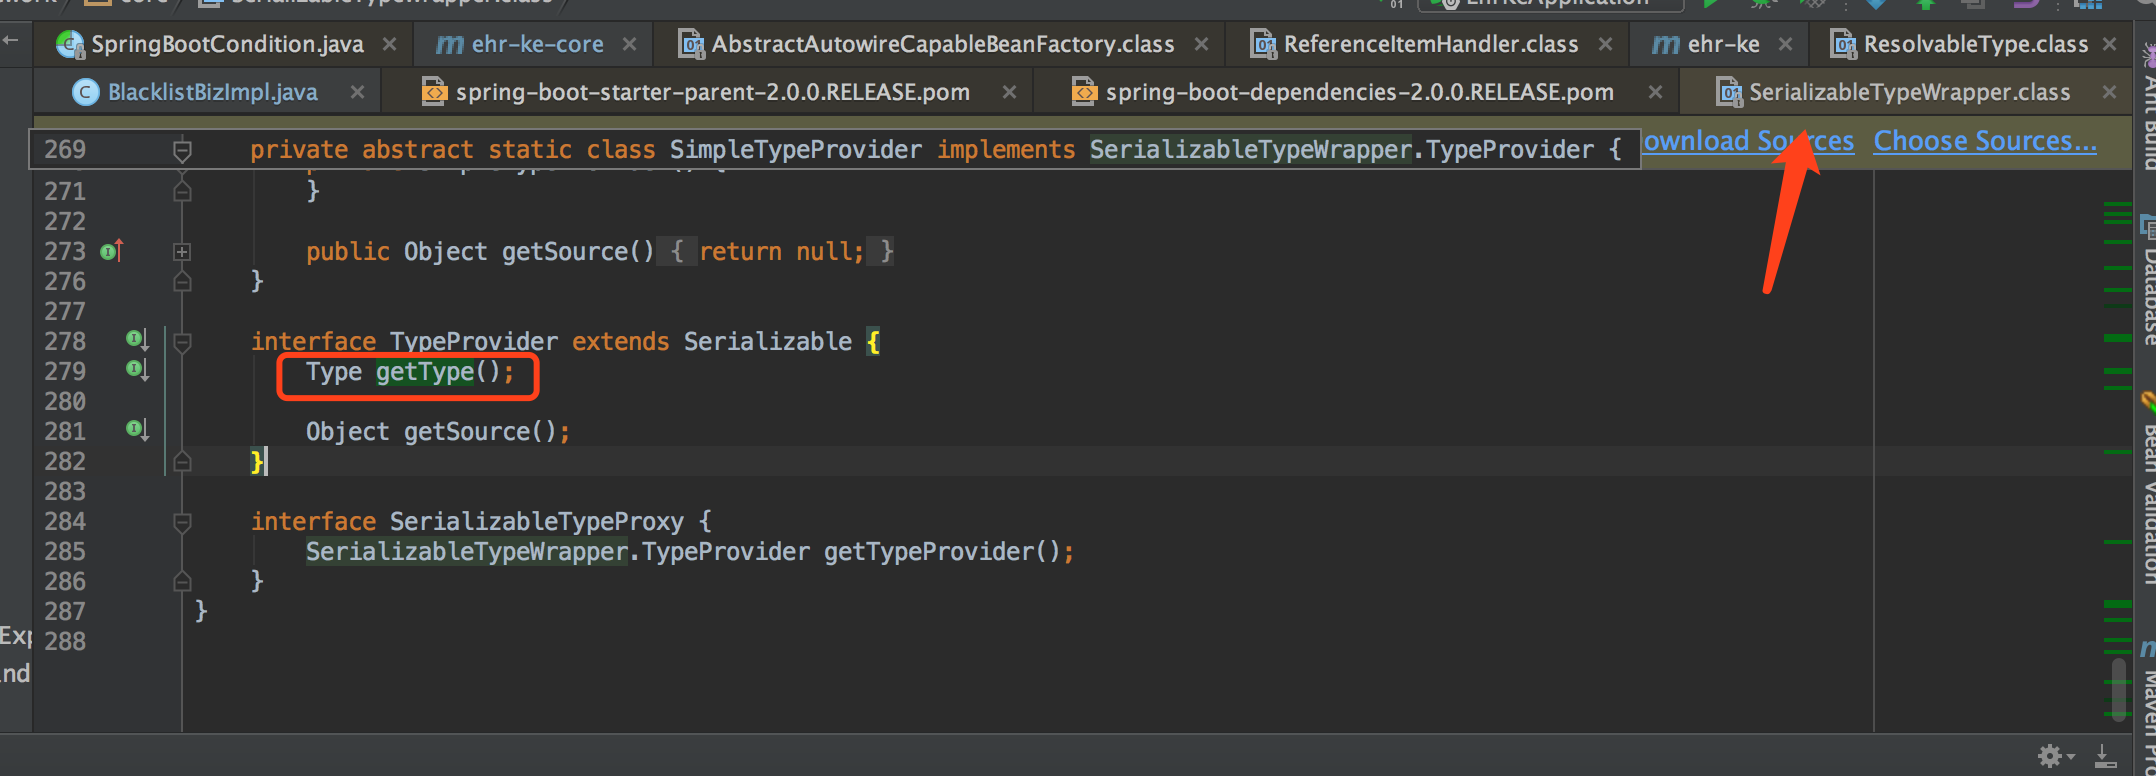 core
SerializableTypeWrapper.class
EhrKeApplication
SpringBootCondition.java
ehr-ke-core
AbstractAutowireCapableBeanFactory.class
ReferenceItemHandler.class
ehr-ke
ResolvableType.class
BlacklistBizImpl.java
spring-boot-starter-parent-2.0.0.RELEASE.pom
spring-boot-dependencies-2.0.0.RELEASE.pom
SerializableTypeWrapper.class
ownload Sources
Choose Sources...
269 private abstract static class SimpleTypeProvider implements SerializableTypeWrapper.TypeProvider {
271 }
272
273 public Object getSource() { return null; }
276 }
277
278 interface TypeProvider extends Serializable {
279 Type getType();
280
281 Object getSource();
282 }
283
284 interface SerializableTypeProxy {
285 SerializableTypeWrapper.TypeProvider getTypeProvider();
286 }
287 }
288
Exp
nd
Ant Build
Database
Bean Validation
Maven Pro